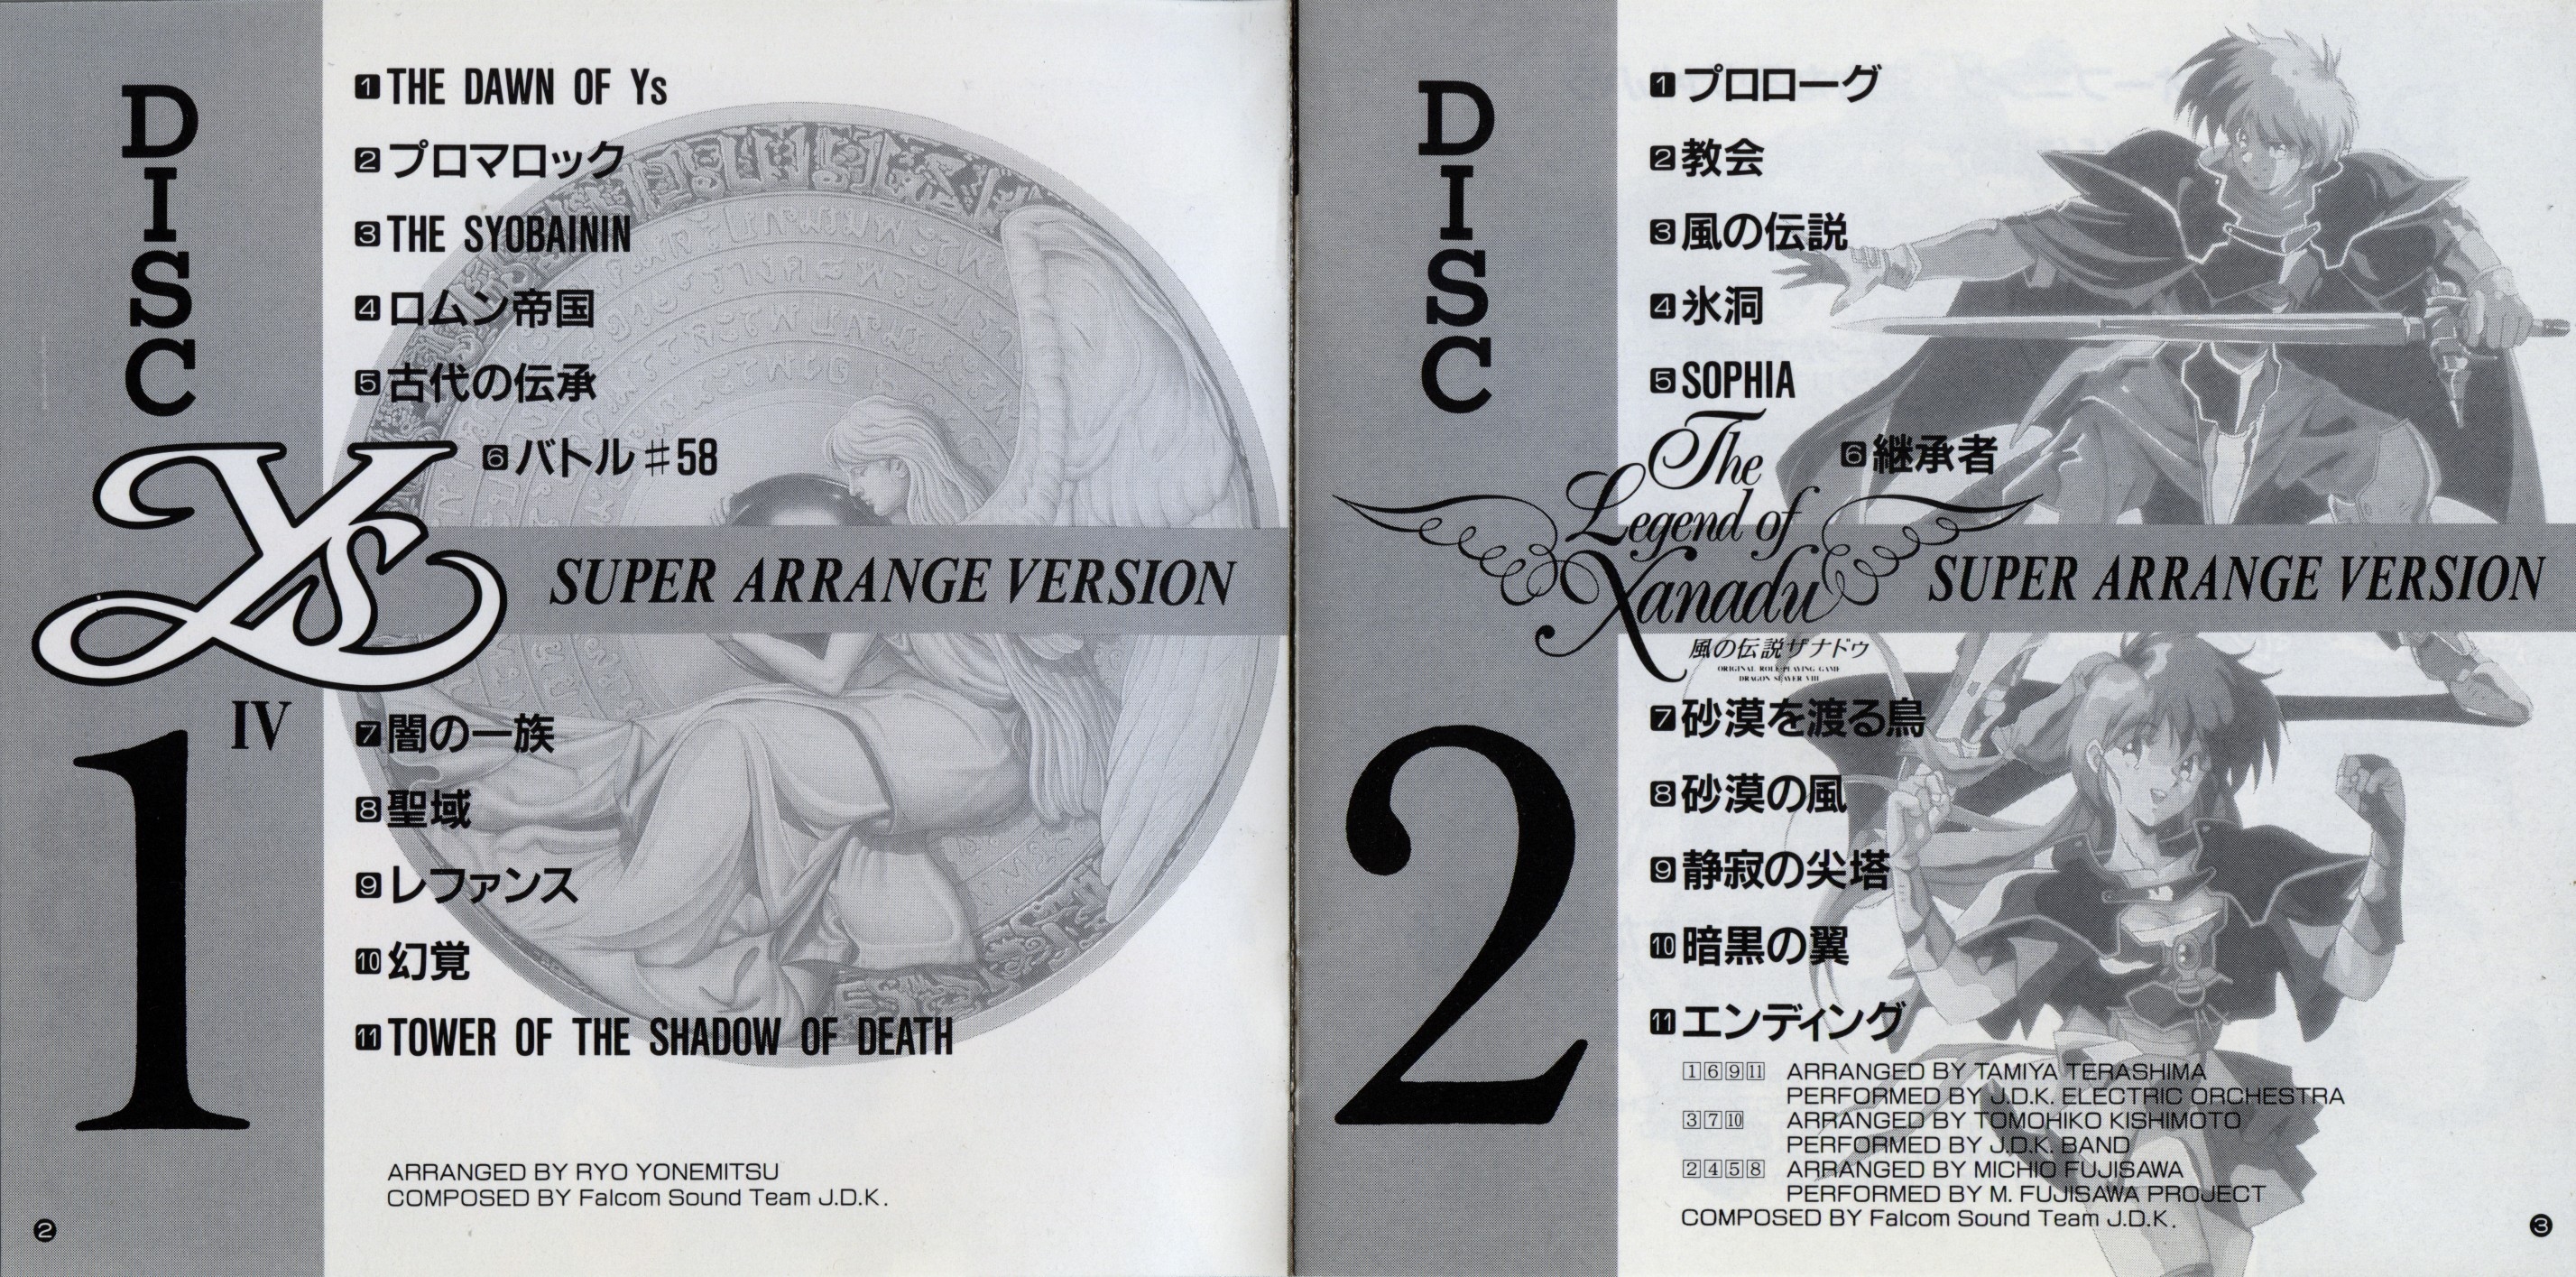 DISC
Ys
IV
1
1 THE DAWN OF Ys
2 プロマロック
3 THE SYOBAININ
4 ロムン帝国
5 古代の伝承
6 バトル♯58
SUPER ARRANGE VERSION
7 闇の一族
8 聖域
9 レファンス
10 幻覚
11 TOWER OF THE SHADOW OF DEATH
ARRANGED BY RYO YONEMITSU
COMPOSED BY Falcom Sound Team J.D.K.
2
DISC
2
1 プロローグ
2 教会
3 風の伝説
4 氷洞
5 SOPHIA
6 継承者
The
Legend of
Xanadu
風の伝説ザナドゥ
ORIGINAL ROLE-PLAYING GAME
DRAGON SLAYER VIII
SUPER ARRANGE VERSION
7 砂漠を渡る鳥
8 砂漠の風
9 静寂の尖塔
10 暗黒の翼
11 エンディング
1 6 9 11 ARRANGED BY TAMIYA TERASHIMA
PERFORMED BY J.D.K. ELECTRIC ORCHESTRA
3 7 10 ARRANGED BY TOMOHIKO KISHIMOTO
PERFORMED BY J.D.K. BAND
2 4 5 8 ARRANGED BY MICHIO FUJISAWA
PERFORMED BY M. FUJISAWA PROJECT
COMPOSED BY Falcom Sound Team J.D.K.
3